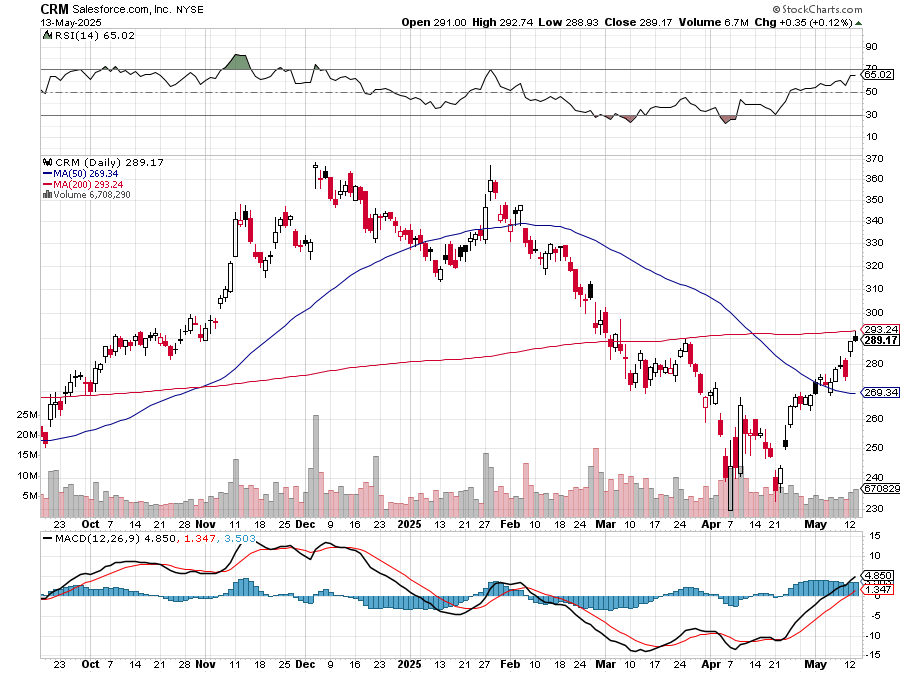 CRM Salesforce.com, Inc. NYSE
© StockCharts.com
13-May-2025
Open 291.00 High 292.74 Low 288.93 Close 289.17 Volume 6.7M Chg +0.35 (+0.12%)
RSI(14) 65.02
90
70
65.02
50
30
10
CRM (Daily) 289.17
MA(50) 269.34
MA(200) 293.24
Volume 6,708,290
370
360
350
340
330
320
310
300
293.24
289.17
280
269.34
260
250
240
6708290
230
25M
20M
15M
10M
5M
23 Oct 7 14 21 28 Nov 11 18 25 Dec 9 16 23 2025 13 21 27 Feb 10 18 24 Mar 10 17 24 Apr 7 14 21 May 12
MACD(12,26,9) 4.850, 1.347, 3.503
15
10
4.850
1.347
-5
-10
-15
23 Oct 7 14 21 28 Nov 11 18 25 Dec 9 16 23 2025 13 21 27 Feb 10 18 24 Mar 10 17 24 Apr 7 14 21 May 12